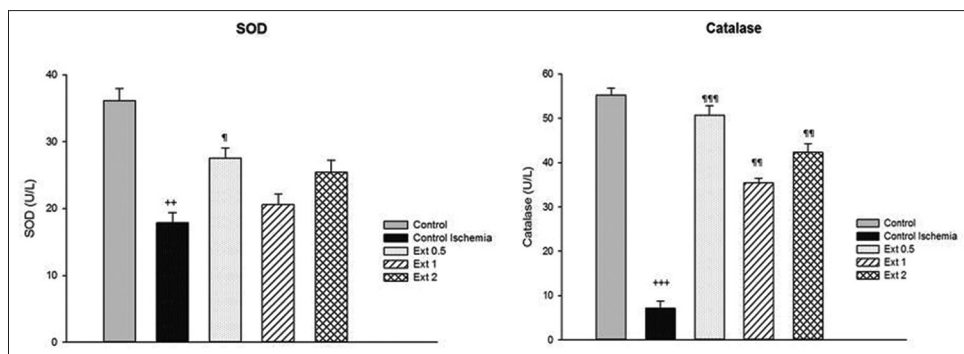 SOD
SOD (U/L)
40
30
20
10
0
++
¶
Control
Control Ischemia
Ext 0.5
Ext 1
Ext 2
Catalase
Catalase (U/L)
60
50
40
30
20
10
0
+++
¶¶¶
¶¶
¶¶
Control
Control Ischemia
Ext 0.5
Ext 1
Ext 2